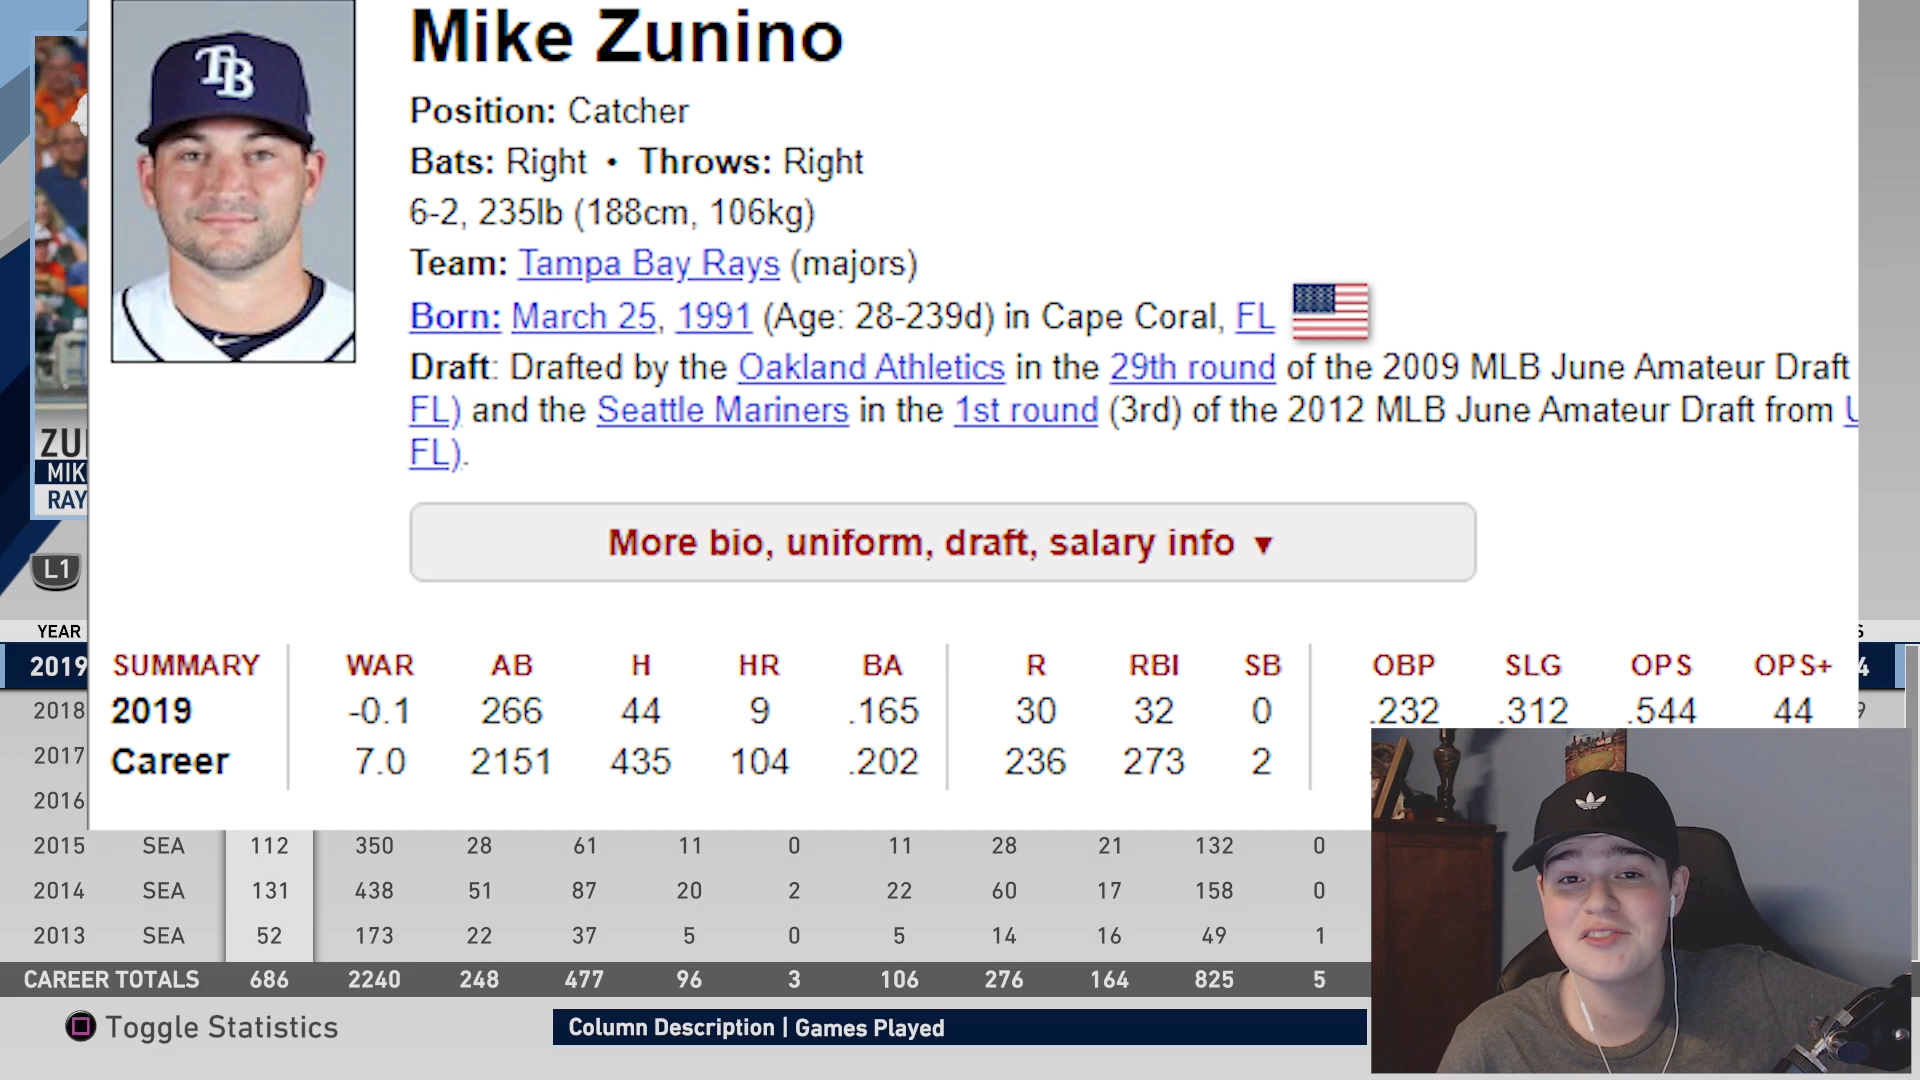 TB
Mike Zunino
Position: Catcher
Bats: Right • Throws: Right
6-2, 235lb (188cm, 106kg)
Team: Tampa Bay Rays (majors)
Born: March 25, 1991 (Age: 28-239d) in Cape Coral, FL
Draft: Drafted by the Oakland Athletics in the 29th round of the 2009 MLB June Amateur Draft
FL) and the Seattle Mariners in the 1st round (3rd) of the 2012 MLB June Amateur Draft from U
FL).
ZU
MIK
RAY
More bio, uniform, draft, salary info ▼
L1
YEAR
2019
2018
2017
2016
SUMMARY WAR AB H HR BA R RBI SB OBP SLG OPS OPS+
2019 -0.1 266 44 9 .165 30 32 0 .232 .312 .544 44
Career 7.0 2151 435 104 .202 236 273 2
2015 SEA 112 350 28 61 11 0 11 28 21 132 0
2014 SEA 131 438 51 87 20 2 22 60 17 158 0
2013 SEA 52 173 22 37 5 0 5 14 16 49 1
CAREER TOTALS 686 2240 248 477 96 3 106 276 164 825 5
Toggle Statistics
Column Description | Games Played